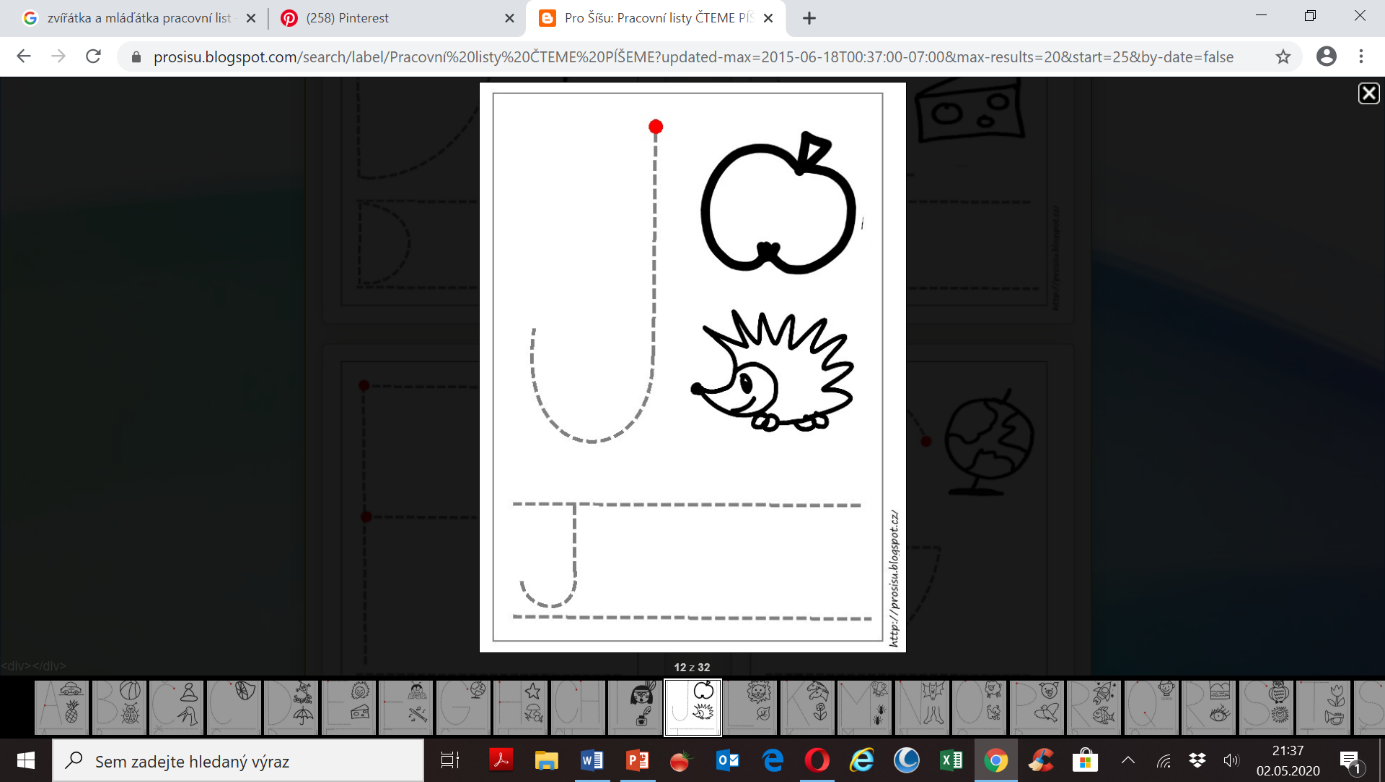 zvířátka a mláďátka pracovní list
(258) Pinterest
Pro Šíšu: Pracovní listy ČTEME PÍŠ
prosisu.blogspot.com/search/label/Pracovní%20listy%20ČTEME%20PÍŠEME?updated-max=2015-06-18T00:37:00-07:00&max-results=20&start=25&by-date=false
J
J
http://prosisu.blogspot.cz/
<div></div>
12 z 32
Sem zadejte hledaný výraz
21:37
02.05.2020
1